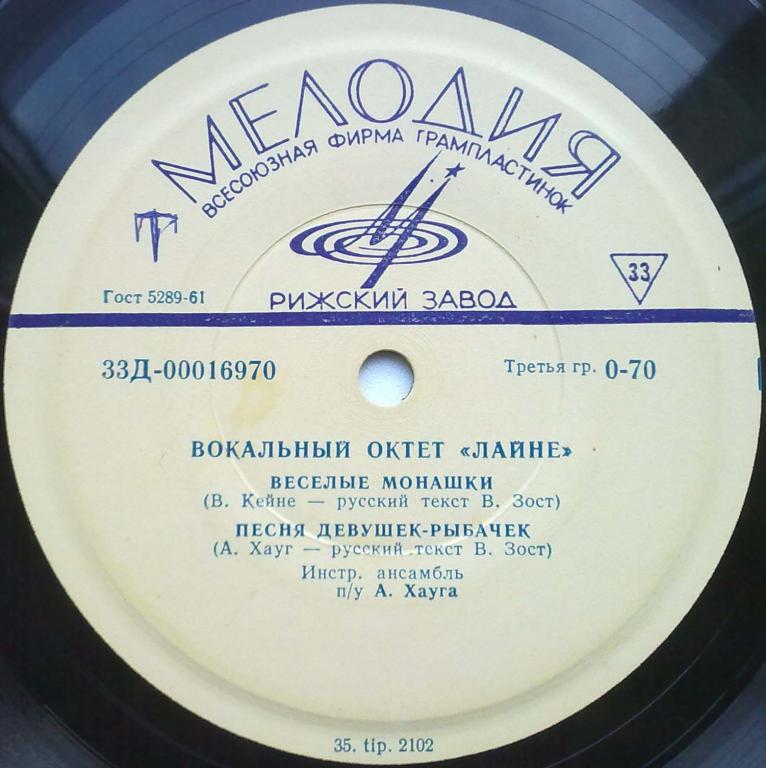 МЕЛОДИЯ
ВСЕСОЮЗНАЯ ФИРМА ГРАМПЛАСТИНОК
33
Гост 5289-61
РИЖСКИЙ ЗАВОД
33Д-00016970
Третья гр. 0-70
ВОКАЛЬНЫЙ ОКТЕТ «ЛАЙНЕ»
ВЕСЕЛЫЕ МОНАШКИ
(В. Кейне — русский текст В. Зост)
ПЕСНЯ ДЕВУШЕК-РЫБАЧЕК
(А. Хауг — русский текст В. Зост)
Инстр. ансамбль
п/у А. Хауга
35. tip. 2102